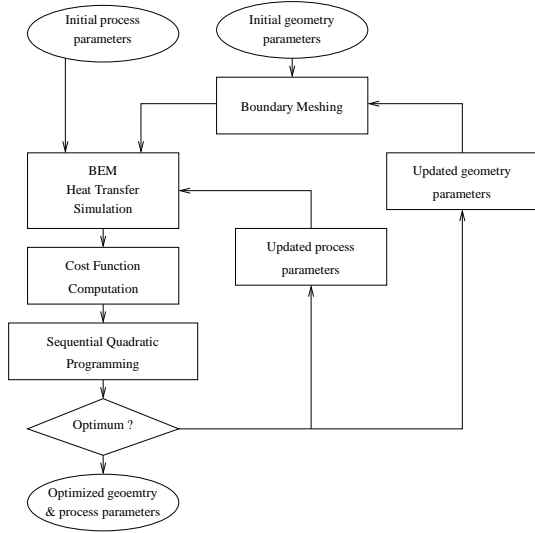 Initial process
parameters
Initial geometry
parameters
Boundary Meshing
BEM
Heat Transfer
Simulation
Updated geometry
parameters
Updated process
parameters
Cost Function
Computation
Sequential Quadratic
Programming
Optimum ?
Optimized geoemtry
& process parameters